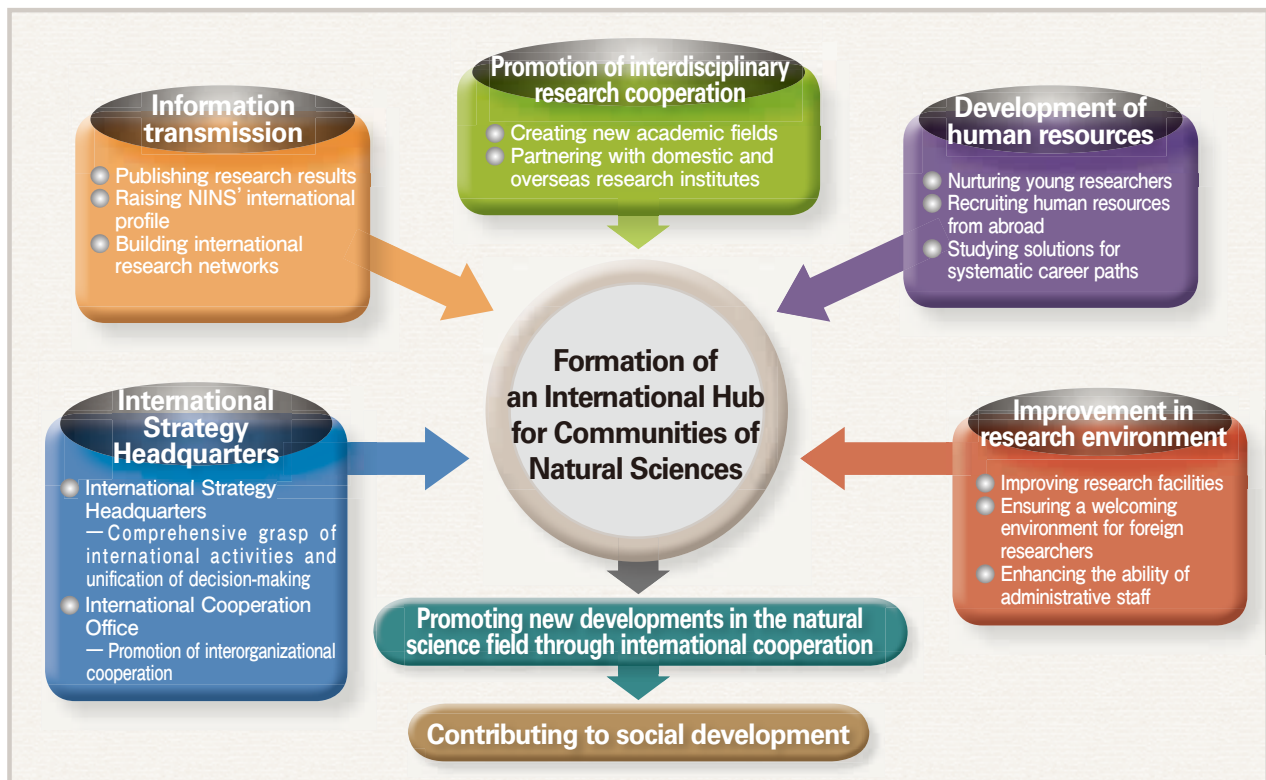 Information
transmission
Publishing research results
Raising NINS' international
profile
Building international
research networks
Promotion of interdisciplinary
research cooperation
Creating new academic fields
Partnering with domestic and
overseas research institutes
Development of
human resources
Nurturing young researchers
Recruiting human resources
from abroad
Studying solutions for
systematic career paths
International
Strategy
Headquarters
International Strategy
Headquarters
—Comprehensive grasp of
international activities and
unification of decision-making
International Cooperation
Office
—Promotion of interorganizational
cooperation
Formation of
an International Hub
for Communities of
Natural Sciences
Improvement in
research environment
Improving research facilities
Ensuring a welcoming
environment for foreign
researchers
Enhancing the ability of
administrative staff
Promoting new developments in the natural
science field through international cooperation
Contributing to social development